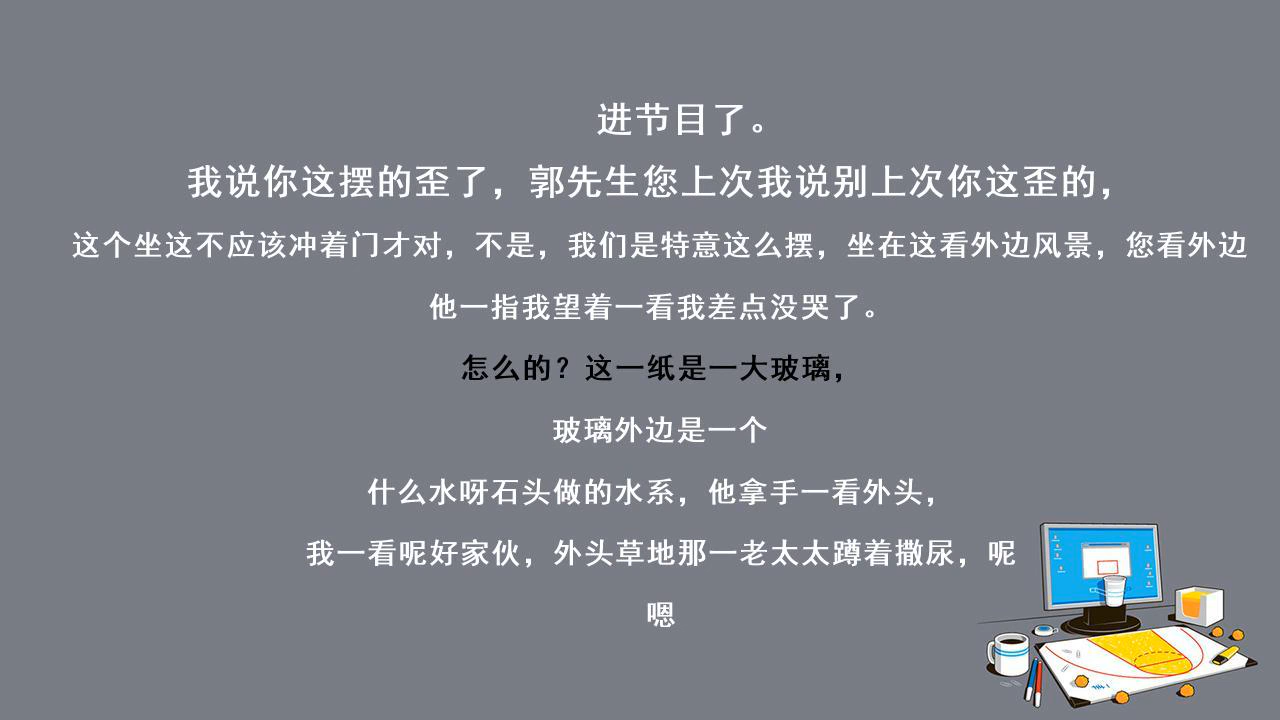 进节目了。
我说你这摆的歪了，郭先生您上次我说别上次你这歪的，
这个坐这不应该冲着门才对，不是，我们是特意这么摆，坐在这看外边风景，您看外边
他一指我望着一看我差点没哭了。
怎么的？这一纸是一大玻璃，
玻璃外边是一个
什么水呀石头做的水系，他拿手一看外头，
我一看呢好家伙，外头草地那一老太太蹲着撒尿，呢
嗯